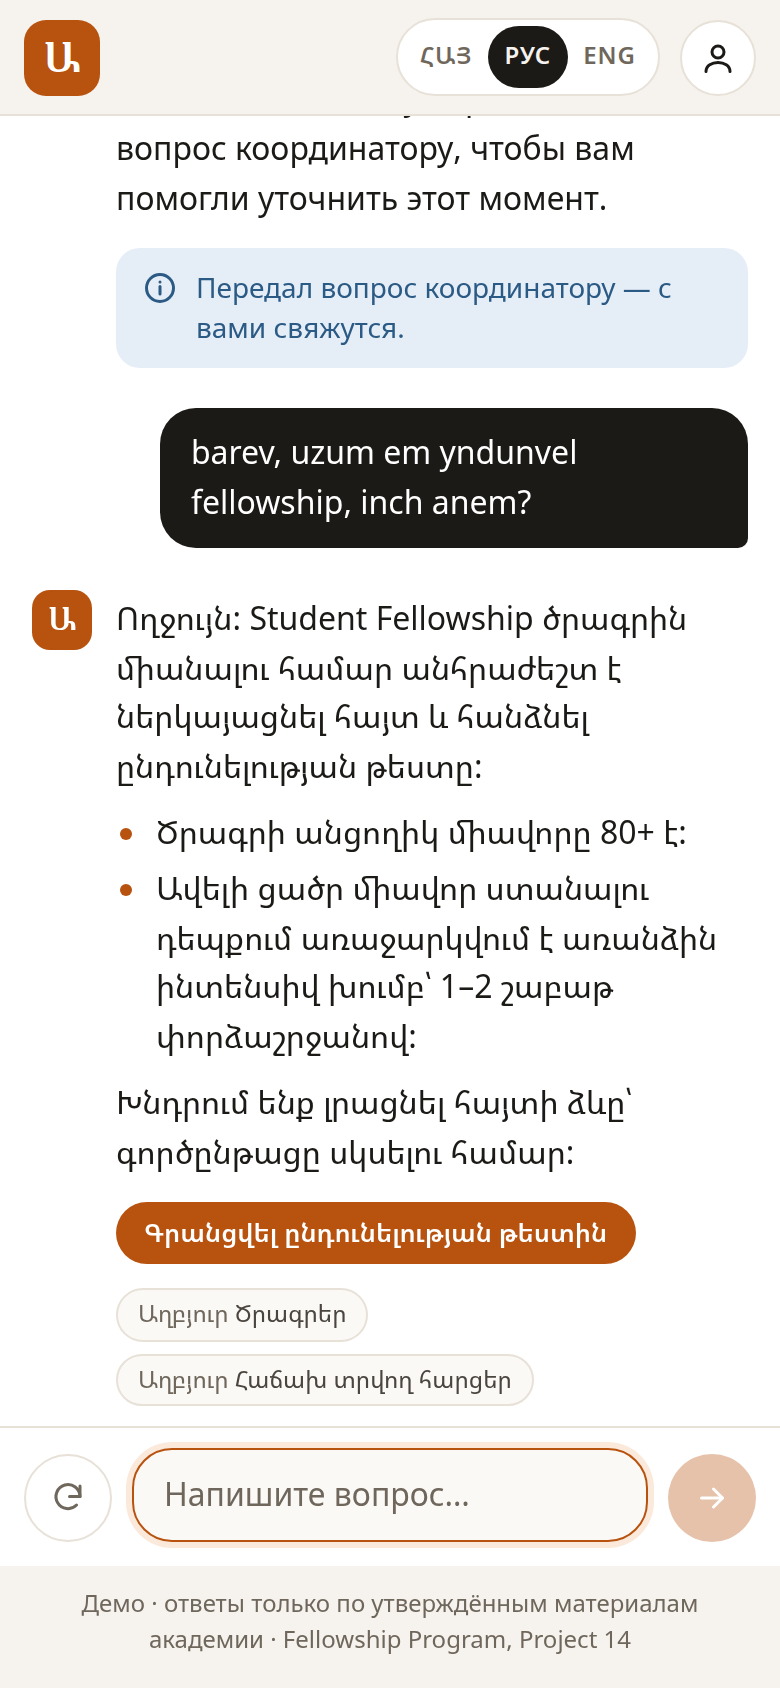 Ա
ՀԱՅ РУС ENG
вопрос координатору, чтобы вам
помогли уточнить этот момент.
Передал вопрос координатору — с
вами свяжутся.
barev, uzum em yndunvel
fellowship, inch anem?
Ա
Ողջույն: Student Fellowship ծրագրին
միանալու համար անհրաժեշտ է
ներկայացնել հայտ և հանձնել
ընդունելության թեստը:
Ծրագրի անցողիկ միավորը 80+ է:
Ավելի ցածր միավոր ստանալու
դեպքում առաջարկվում է առանձին
ինտենսիվ խումբ՝ 1–2 շաբաթ
փորձաշրջանով:
Խնդրում ենք լրացնել հայտի ձևը՝
գործընթացը սկսելու համար:
Գրանցվել ընդունելության թեստին
Աղբյուր Ծրագրեր
Աղբյուր Հաճախ տրվող հարցեր
Напишите вопрос...
Демо · ответы только по утверждённым материалам
академии · Fellowship Program, Project 14